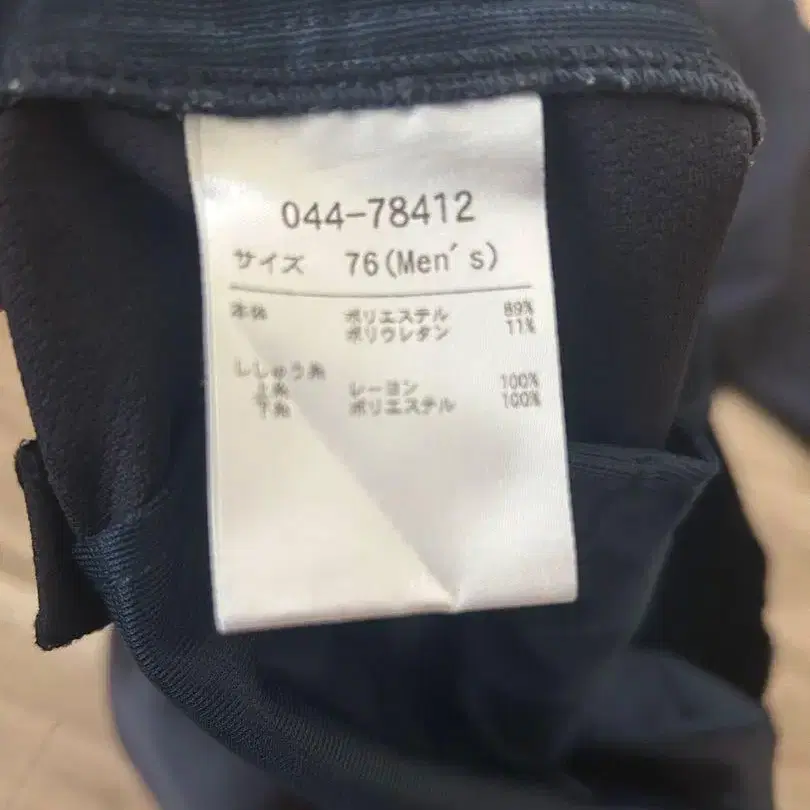 044-78412
サイズ 76(Men's)
本体 ポリエステル 89%
ポリウレタン 11%
ししゅう糸
上糸 レーヨン 100%
下糸 ポリエステル 100%